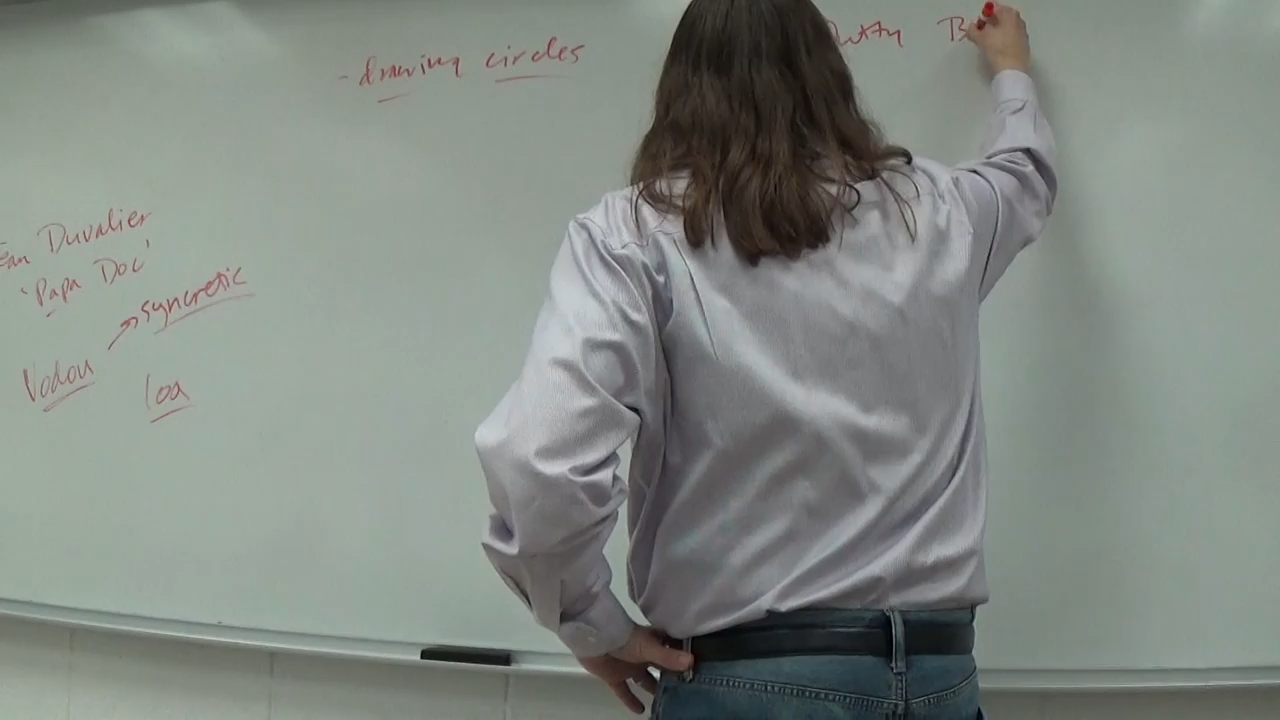 - drawing circles
Duvalier
'Papa Doc'
syncretic
Vodou
loa